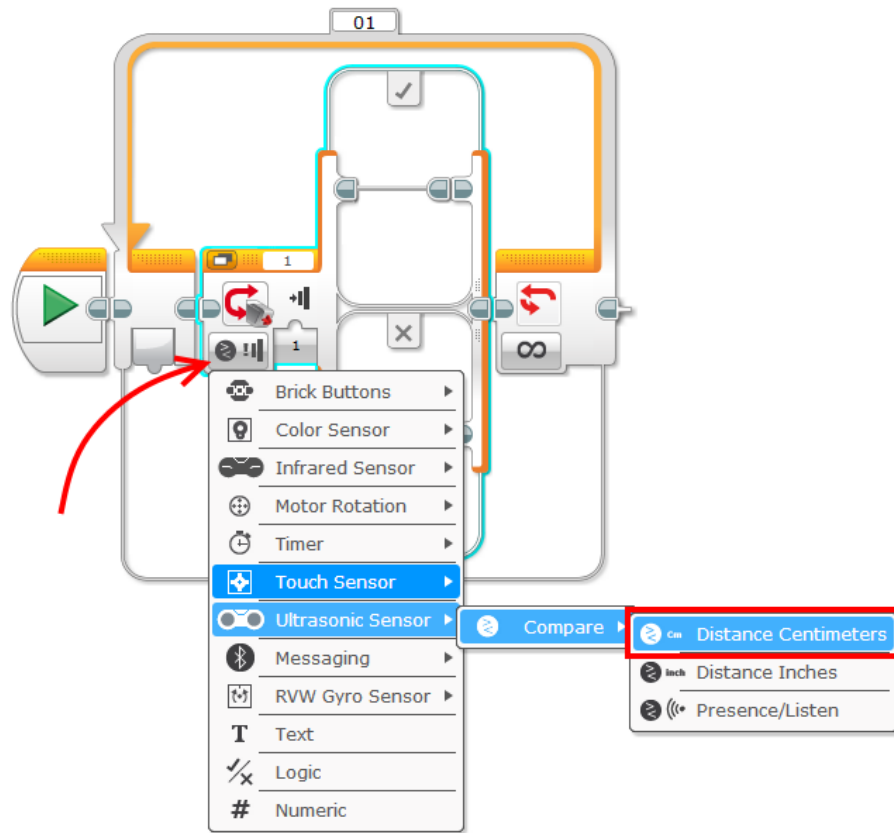 01
1
1
Brick Buttons
Color Sensor
Infrared Sensor
Motor Rotation
Timer
Touch Sensor
Ultrasonic Sensor
Compare
Cm Distance Centimeters
inch Distance Inches
Presence/Listen
Messaging
RVW Gyro Sensor
T Text
Logic
# Numeric